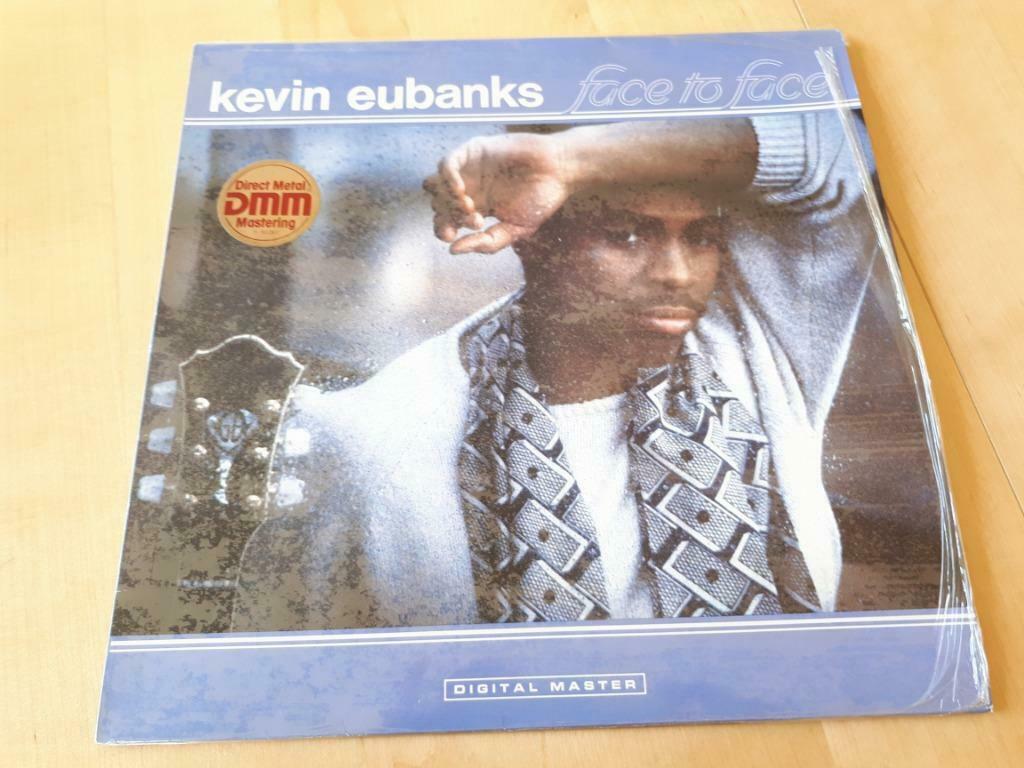 kevin eubanks face to face
Direct Metal
DMM
Mastering
DIGITAL MASTER